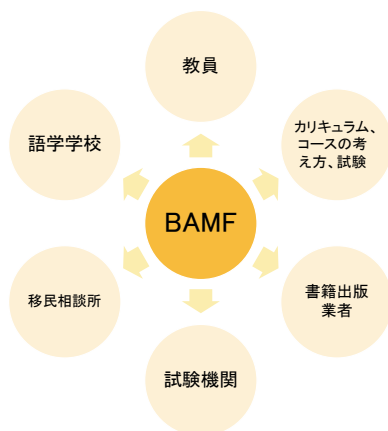 教員
語学学校
カリキュラム、
コースの考
え方、試験
BAMF
移民相談所
書籍出版
業者
試験機関